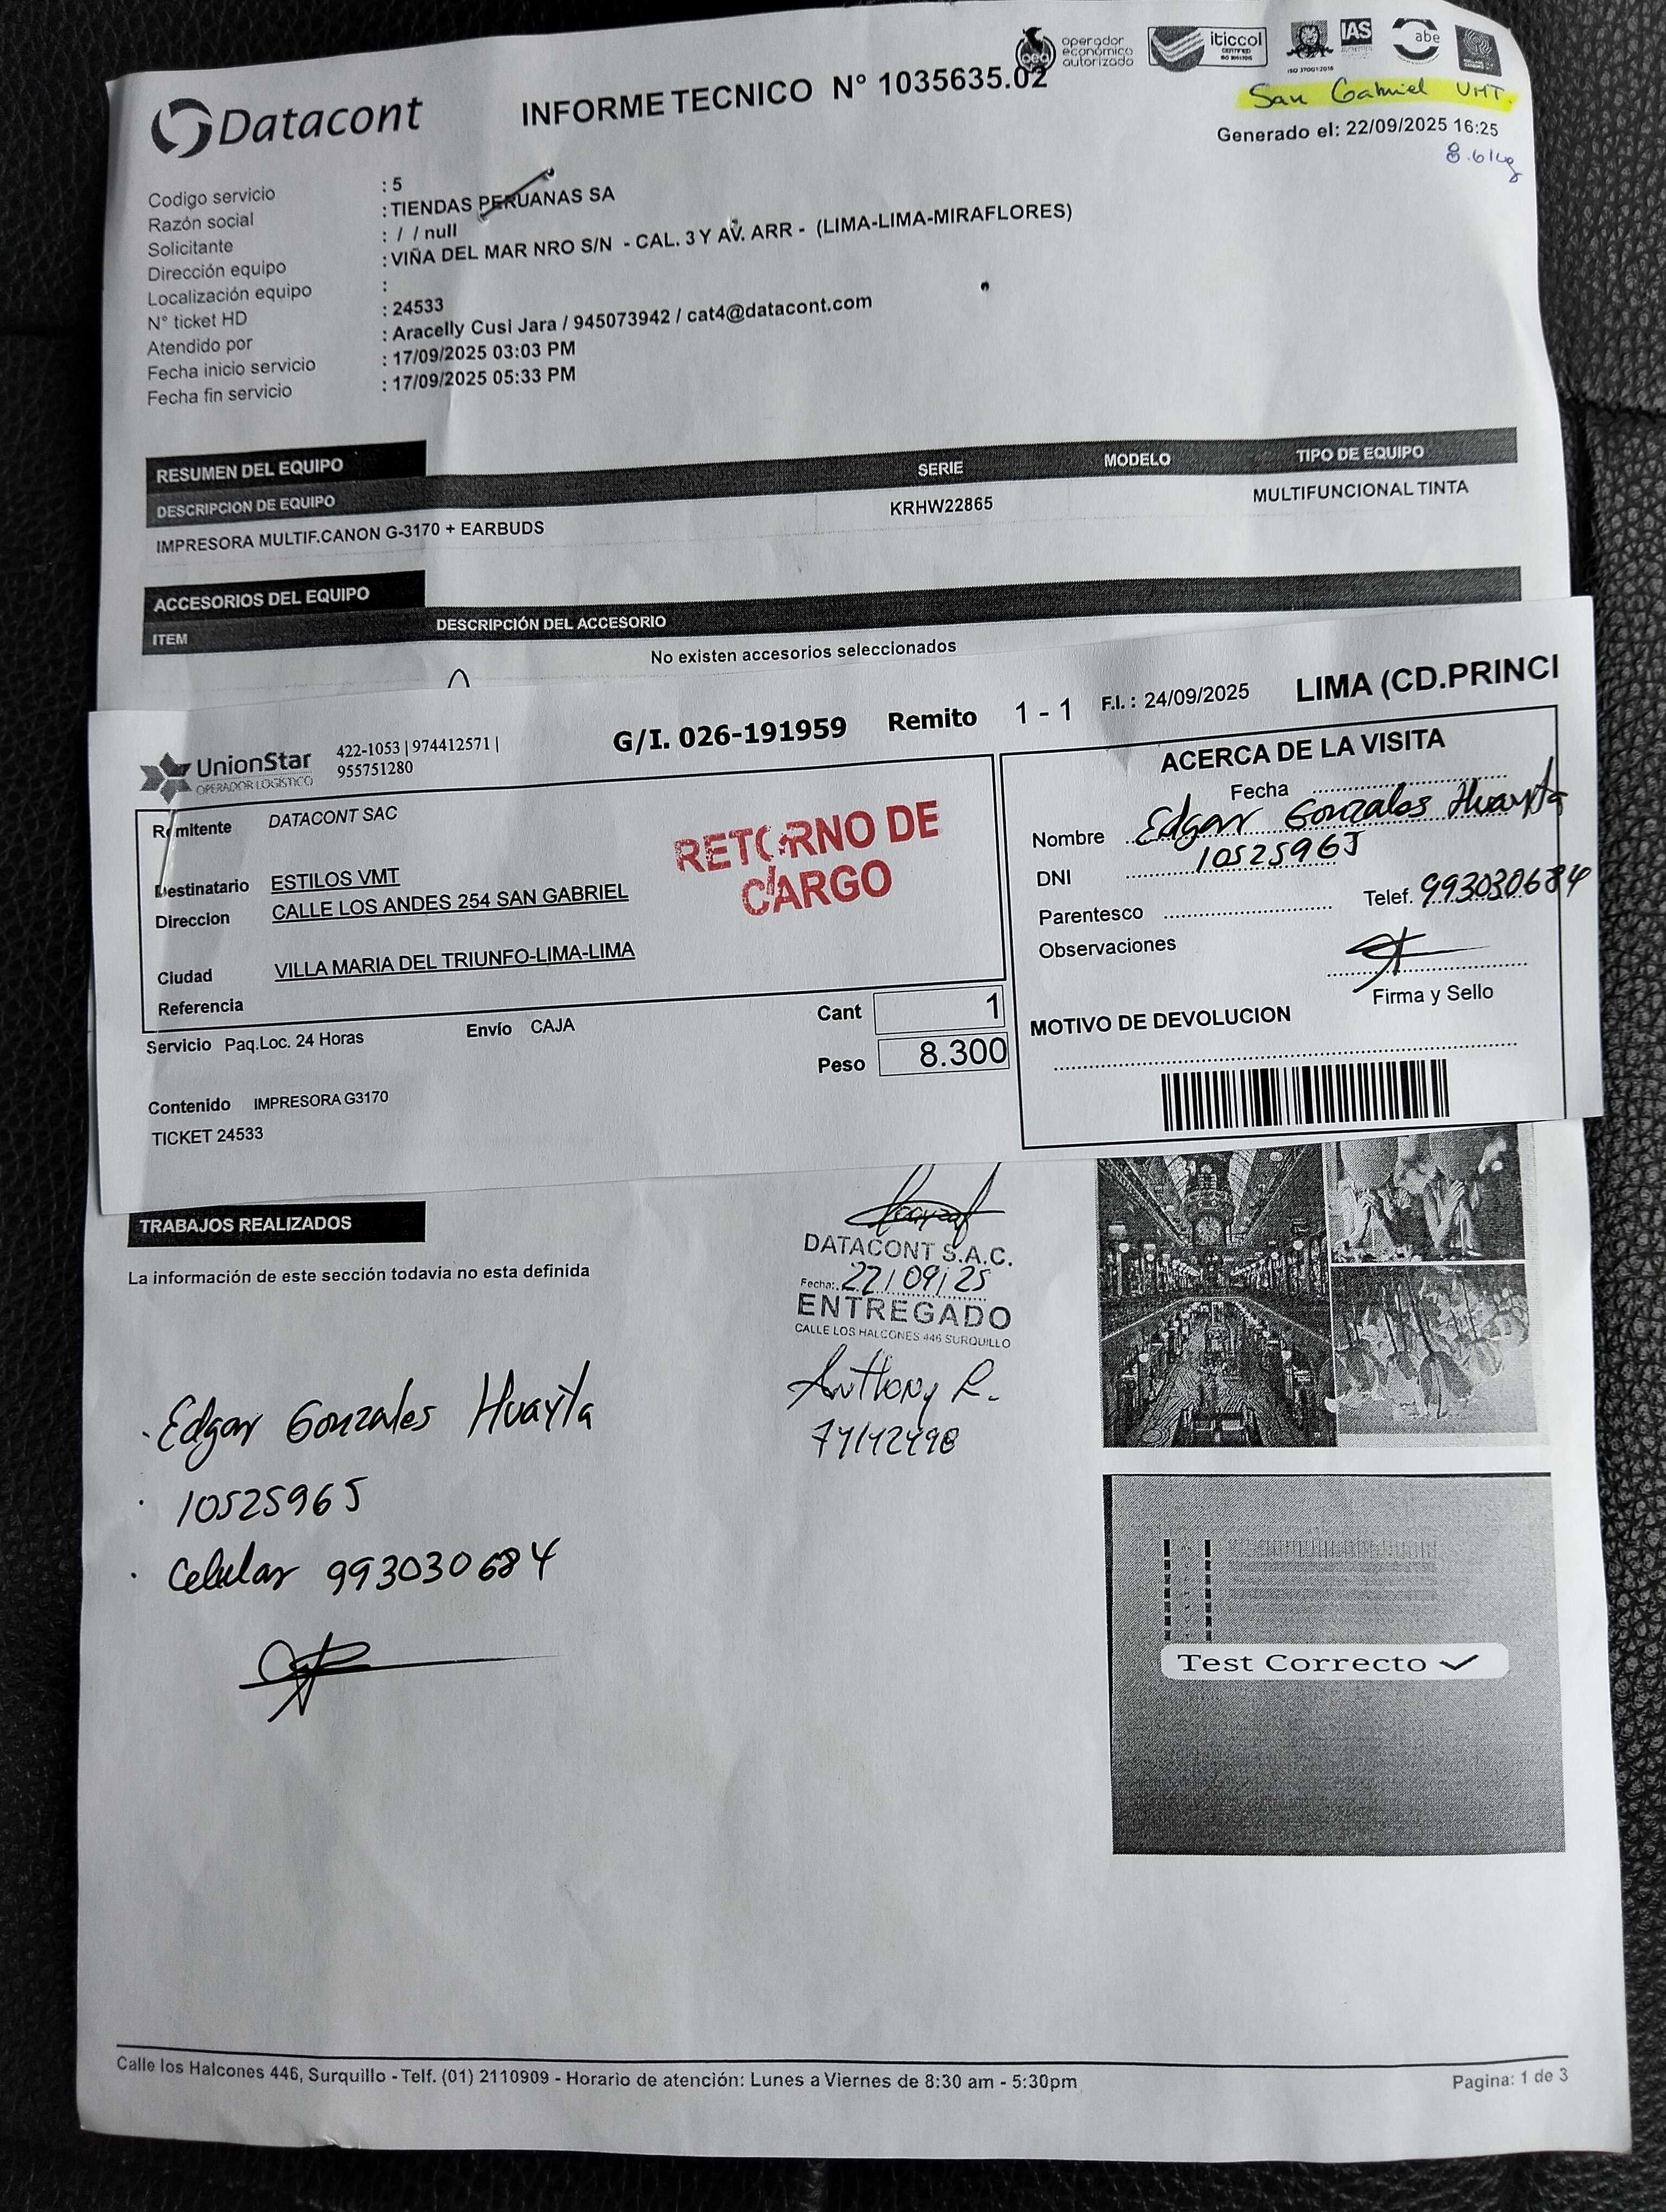 Datacont
INFORME TECNICO N° 1035635.02
oea operador económico autorizado
iticcol
IAS
abe
ISO 37001:2016
San Gabriel VMT.
Generado el: 22/09/2025 16:25
8.6kg
Codigo servicio : 5
Razón social : TIENDAS PERUANAS SA
Solicitante : / / null
Dirección equipo : VIÑA DEL MAR NRO S/N - CAL. 3 Y AV. ARR - (LIMA-LIMA-MIRAFLORES)
Localización equipo :
N° ticket HD : 24533
Atendido por : Aracelly Cusi Jara / 945073942 / cat4@datacont.com
Fecha inicio servicio : 17/09/2025 03:03 PM
Fecha fin servicio : 17/09/2025 05:33 PM
RESUMEN DEL EQUIPO
DESCRIPCION DE EQUIPO SERIE MODELO TIPO DE EQUIPO
IMPRESORA MULTIF.CANON G-3170 + EARBUDS KRHW22865 MULTIFUNCIONAL TINTA
ACCESORIOS DEL EQUIPO
ITEM DESCRIPCIÓN DEL ACCESORIO
No existen accesorios seleccionados
UnionStar
OPERADOR LOGÍSTICO
422-1053 | 974412571 |
955751280
G/I. 026-191959 Remito 1 - 1 F.I. : 24/09/2025 LIMA (CD.PRINCI
Remitente DATACONT SAC
Destinatario ESTILOS VMT
Direccion CALLE LOS ANDES 254 SAN GABRIEL
Ciudad VILLA MARIA DEL TRIUNFO-LIMA-LIMA
Referencia
RETORNO DE
CARGO
Servicio Paq.Loc. 24 Horas Envío CAJA
Cant 1
Peso 8.300
Contenido IMPRESORA G3170
TICKET 24533
ACERCA DE LA VISITA
Fecha
Nombre Edgar Gonzales Huayta
DNI 10525965
Parentesco Telef. 993030684
Observaciones
Firma y Sello
MOTIVO DE DEVOLUCION
TRABAJOS REALIZADOS
La información de este sección todavia no esta definida
DATACONT S.A.C.
Fecha: 22/09/25
ENTREGADO
CALLE LOS HALCONES 446 SURQUILLO
Anthony R.
· Edgar Gonzales Huayta
· 10525965
· Celular 993030684
Test Correcto ✓
Calle los Halcones 446, Surquillo - Telf. (01) 2110909 - Horario de atención: Lunes a Viernes de 8:30 am - 5:30pm
Pagina: 1 de 3